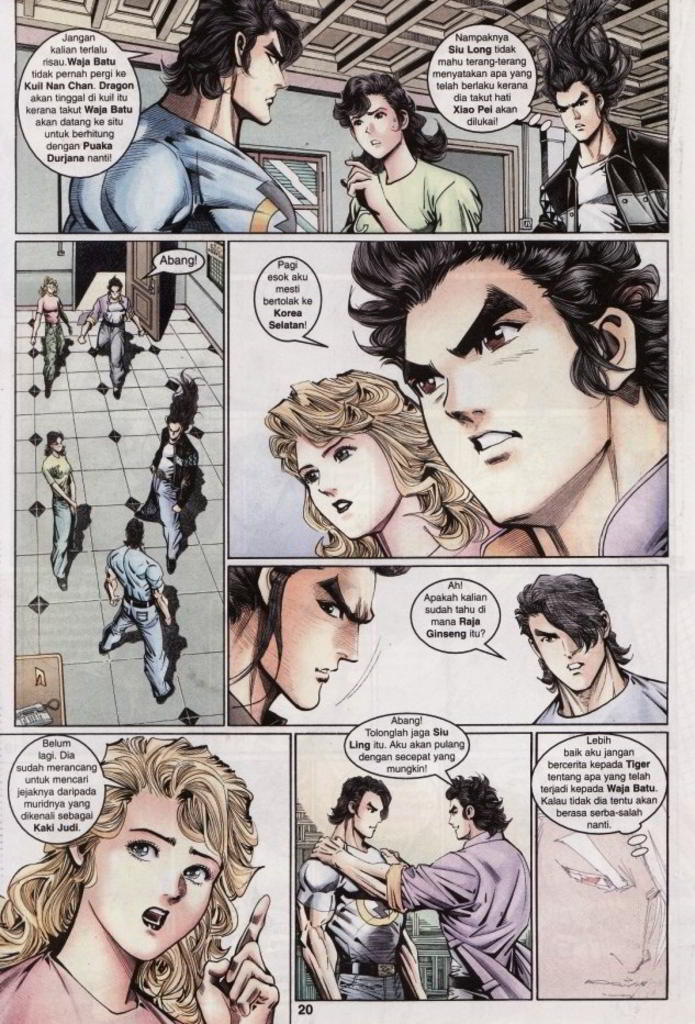 Jangan
kalian terlalu
risau. Waja Batu
tidak pernah pergi ke
Kuil Nan Chan. Dragon
akan tinggal di kuil itu
kerana takut Waja Batu
akan datang ke situ
untuk berhitung
dengan Puaka
Durjana nanti!
Nampaknya
Siu Long tidak
mahu terang-terang
menyatakan apa yang
telah berlaku kerana
dia takut hati
Xiao Pei akan
dilukai!
Abang!
Pagi
esok aku
mesti
bertolak ke
Korea
Selatan!
Ah!
Apakah kalian
sudah tahu di
mana Raja
Ginseng itu?
Belum
lagi. Dia
sudah merancang
untuk mencari
jejaknya daripada
muridnya yang
dikenali sebagai
Kaki Judi.
Abang!
Tolonglah jaga Siu
Ling itu. Aku akan pulang
dengan secepat yang
mungkin!
Lebih
baik aku jangan
bercerita kepada Tiger
tentang apa yang telah
terjadi kepada Waja Batu.
Kalau tidak dia tentu akan
berasa serba-salah
nanti.
20